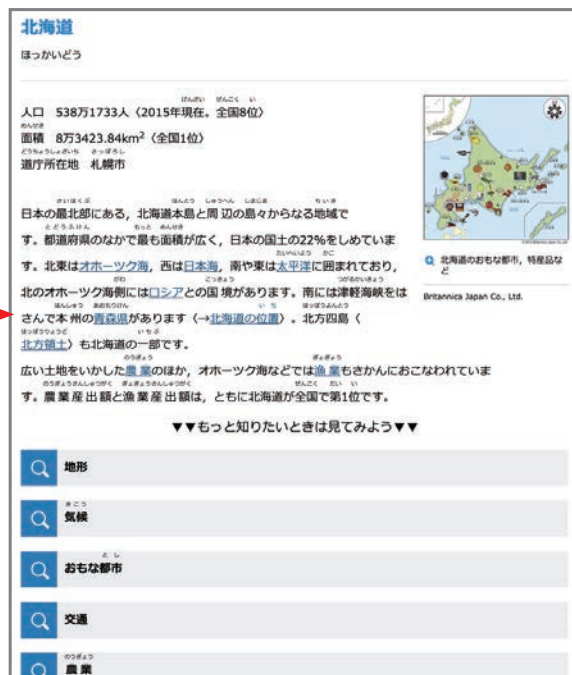 北海道
ほっかいどう
人口 538万1733人〈2015年現在。全国8位〉
面積 8万3423.84km²〈全国1位〉
道庁所在地 札幌市
日本の最北部にある，北海道本島と周辺の島々からなる地域で
す。都道府県のなかで最も面積が広く，日本の国土の22%をしめていま
す。北東はオホーツク海，西は日本海，南や東は太平洋に囲まれており，
北のオホーツク海側にはロシアとの国境があります。南には津軽海峡をは
さんで本州の青森県があります〈→北海道の位置〉。北方四島〈
北方領土〉も北海道の一部です。
広い土地をいかした農業のほか，オホーツク海などでは漁業もさかんにおこなわれていま
す。農業産出額と漁業産出額は，ともに北海道が全国で第1位です。
北海道のおもな都市，特産品な
ど
Britannica Japan Co., Ltd.
▼▼もっと知りたいときは見てみよう▼▼
地形
気候
おもな都市
交通
農業